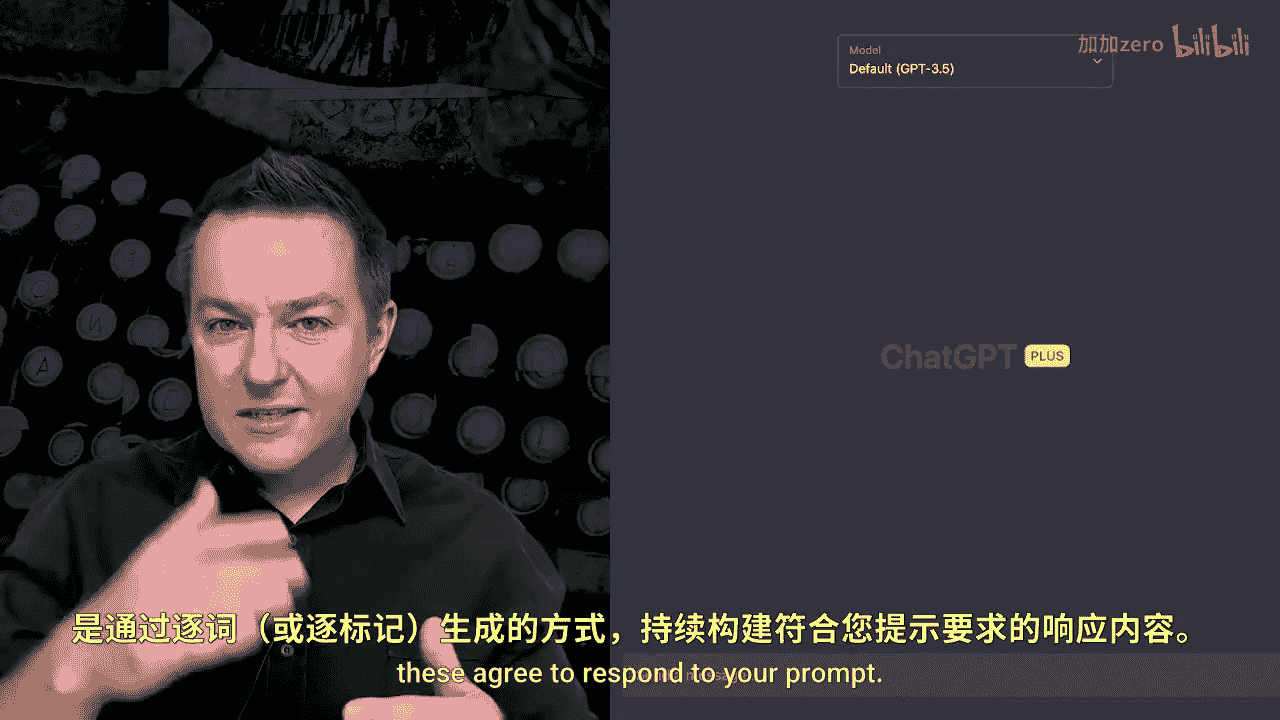 Model
Default (GPT-3.5)
加加zero bilibili
ChatGPT PLUS
是通过逐词（或逐标记）生成的方式，持续构建符合您提示要求的响应内容。
these agree to respond to your prompt.